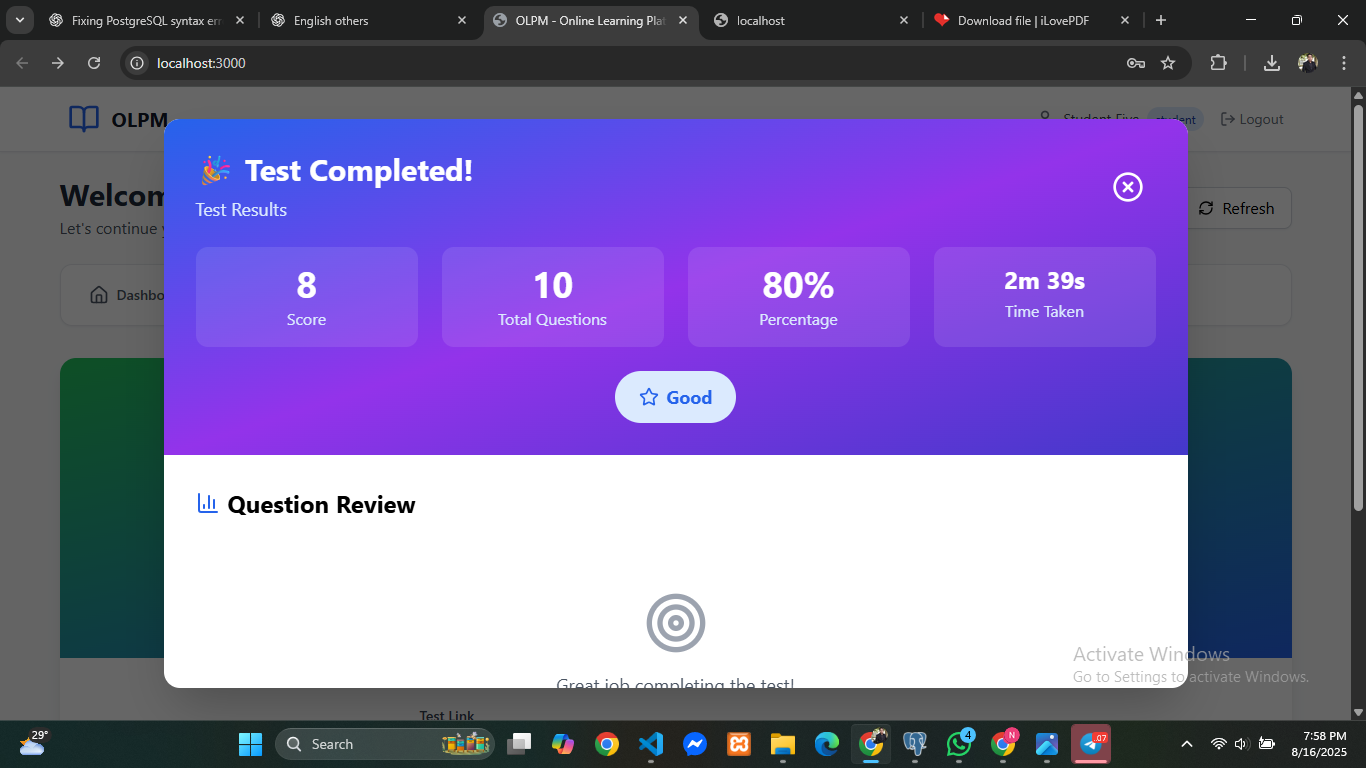 Fixing PostgreSQL syntax err
English others
OLPM - Online Learning Plat
localhost
Download file | iLovePDF
localhost:3000
OLPM
Student Five
student
Logout
🎉 Test Completed!
Test Results
Welcom
Let's continue
Refresh
8
Score
10
Total Questions
80%
Percentage
2m 39s
Time Taken
Dashbo
Good
Question Review
Great job completing the test!
Activate Windows
Go to Settings to activate Windows.
Test Link
29°
Search
4
N
.07
7:58 PM
8/16/2025